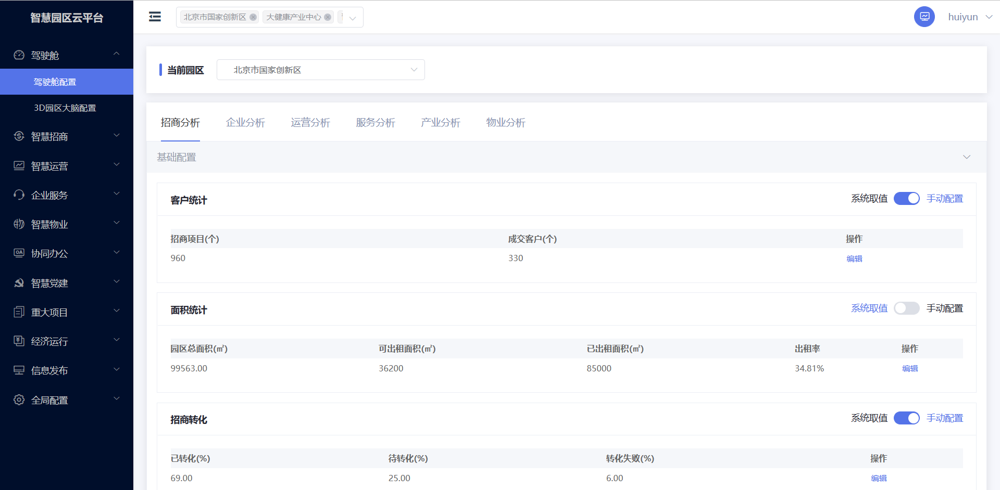 智慧园区云平台
北京市国家创新区 大健康产业中心
huiyun
驾驶舱
驾驶舱配置
3D园区大脑配置
智慧招商
智慧运营
企业服务
智慧物业
OA 协同办公
智慧党建
重大项目
经济运行
信息发布
全局配置
当前园区 北京市国家创新区
招商分析 企业分析 运营分析 服务分析 产业分析 物业分析
基础配置
客户统计 系统取值 手动配置
招商项目(个) 成交客户(个) 操作
960 330 编辑
面积统计 系统取值 手动配置
园区总面积(㎡) 可出租面积(㎡) 已出租面积(㎡) 出租率 操作
99563.00 36200 85000 34.81% 编辑
招商转化 系统取值 手动配置
已转化(%) 待转化(%) 转化失败(%) 操作
69.00 25.00 6.00 编辑